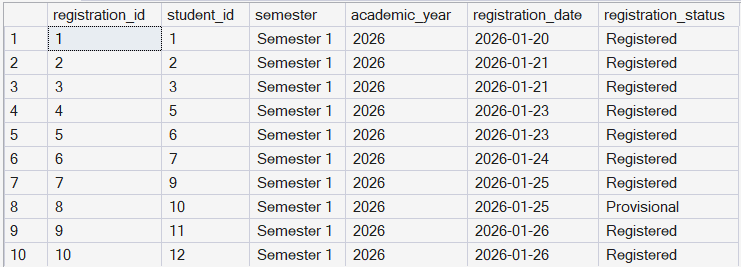 registration_id student_id semester academic_year registration_date registration_status
1 1 1 Semester 1 2026 2026-01-20 Registered
2 2 2 Semester 1 2026 2026-01-21 Registered
3 3 3 Semester 1 2026 2026-01-21 Registered
4 4 5 Semester 1 2026 2026-01-23 Registered
5 5 6 Semester 1 2026 2026-01-23 Registered
6 6 7 Semester 1 2026 2026-01-24 Registered
7 7 9 Semester 1 2026 2026-01-25 Registered
8 8 10 Semester 1 2026 2026-01-25 Provisional
9 9 11 Semester 1 2026 2026-01-26 Registered
10 10 12 Semester 1 2026 2026-01-26 Registered